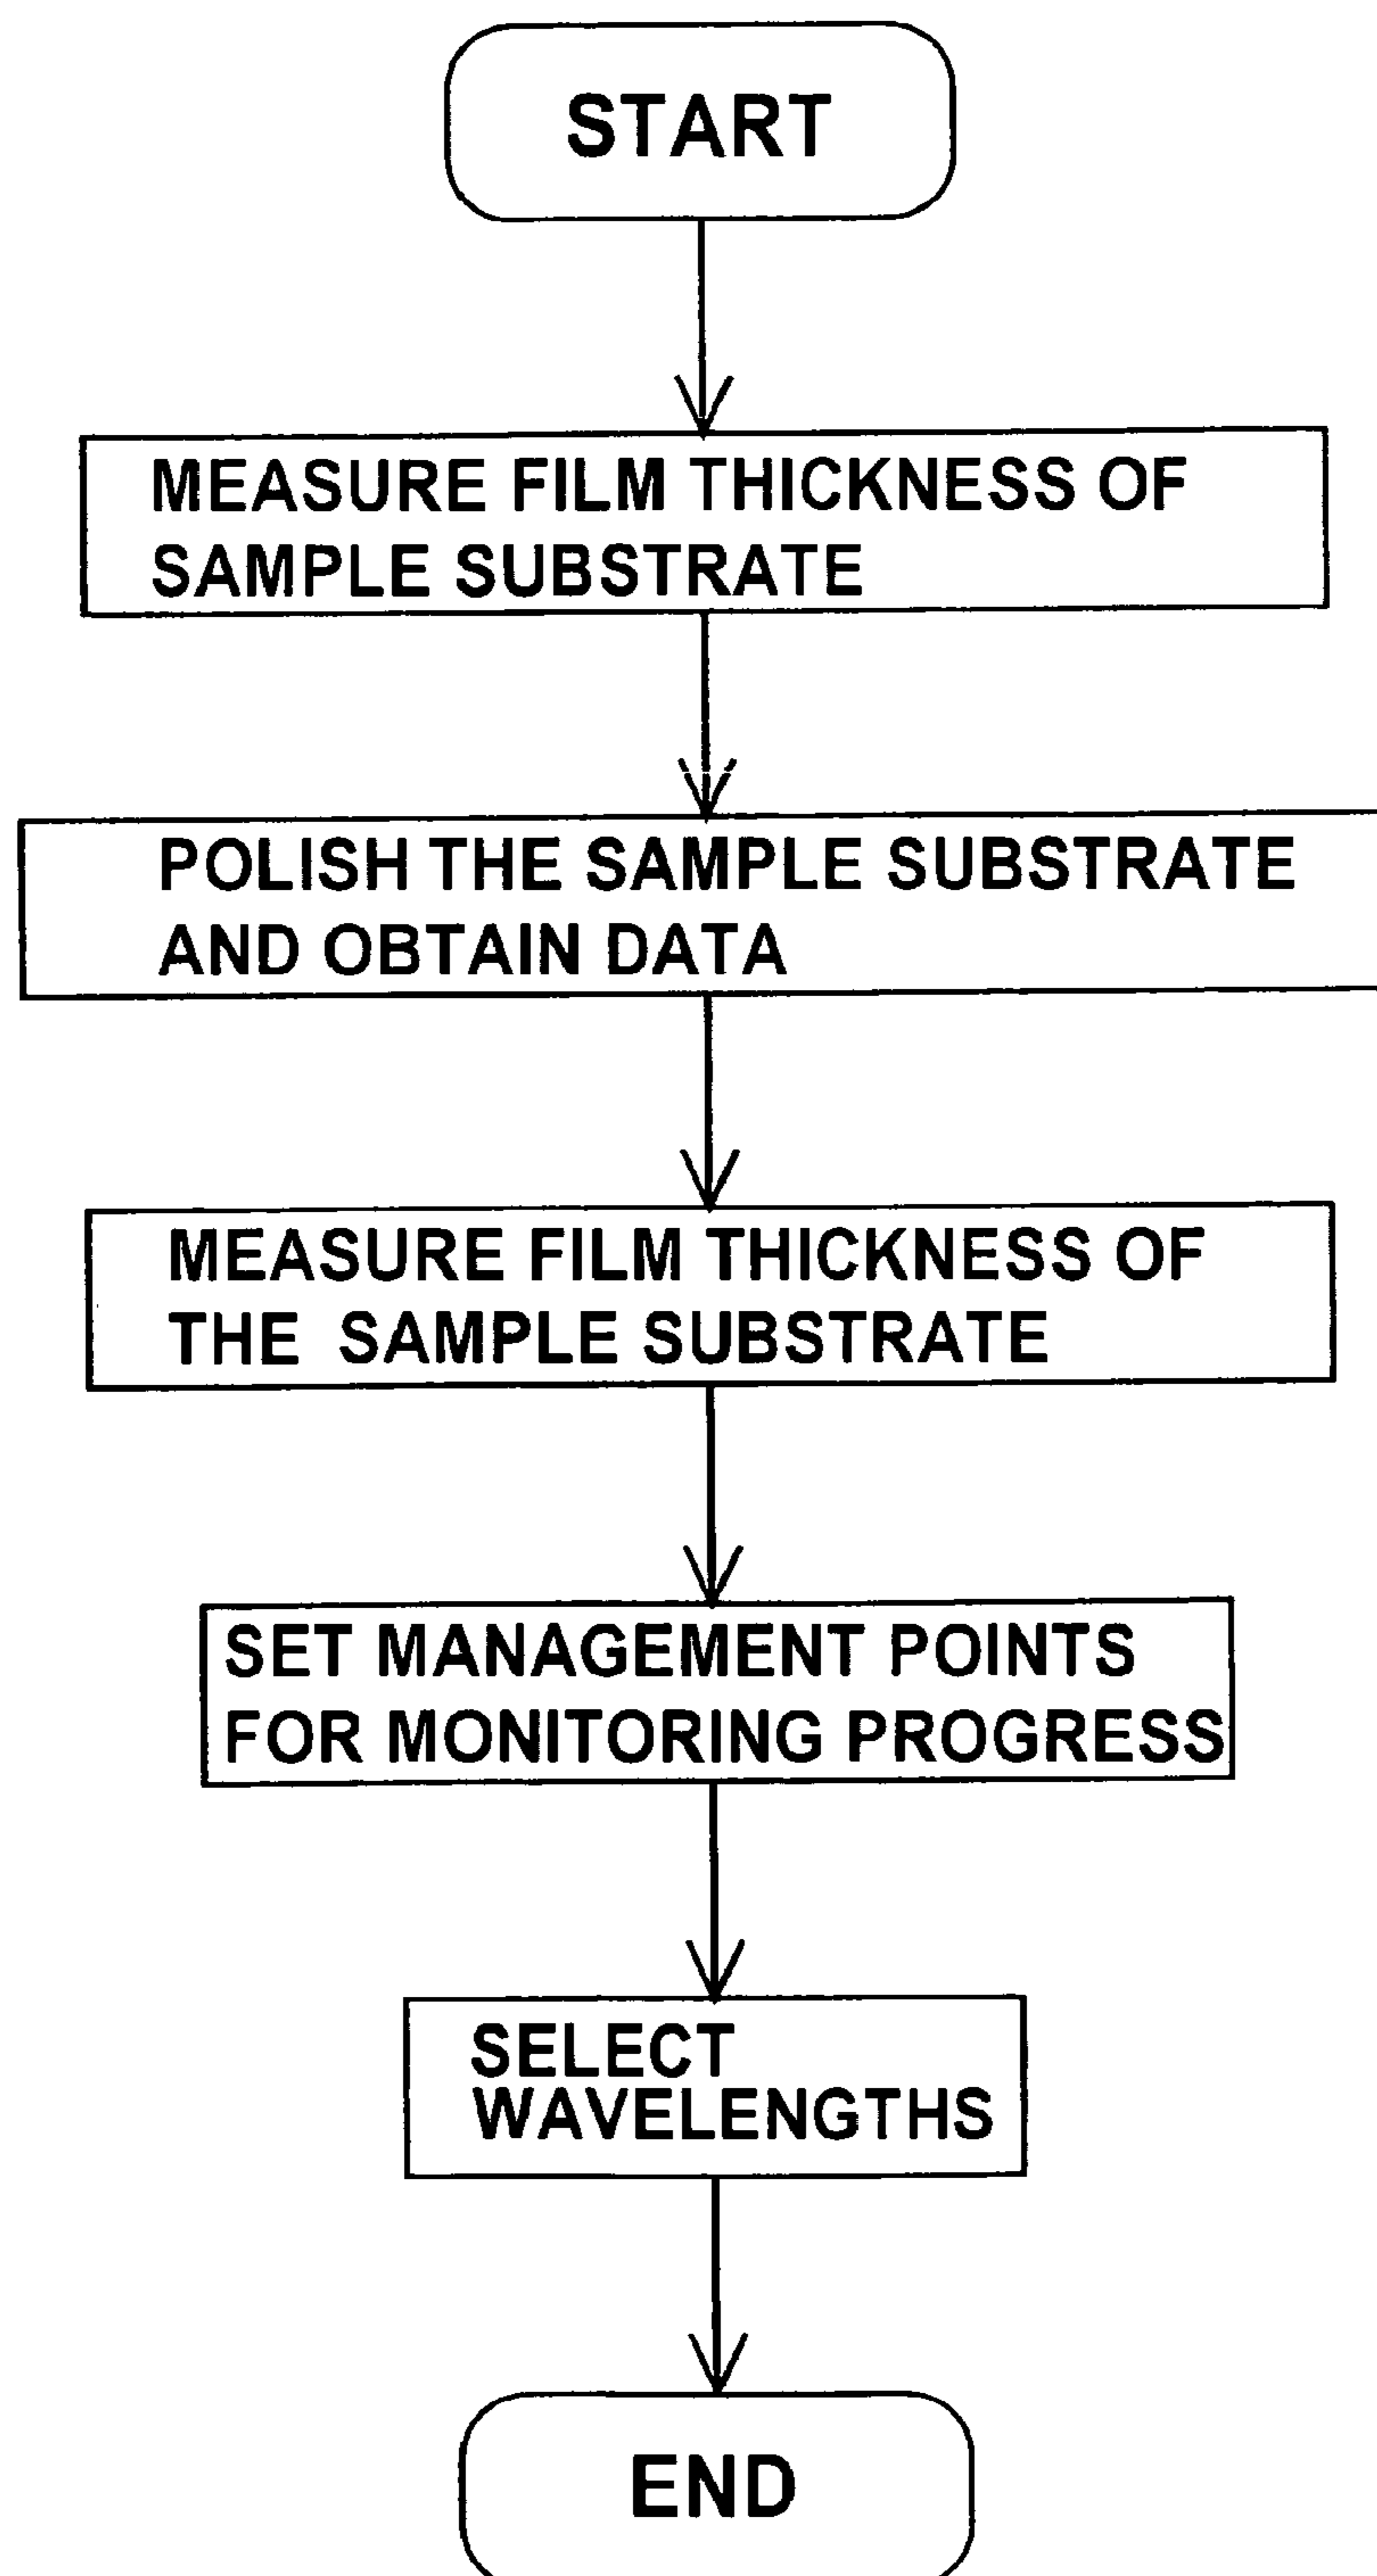 START
MEASURE FILM THICKNESS OF
SAMPLE SUBSTRATE
POLISH THE SAMPLE SUBSTRATE
AND OBTAIN DATA
MEASURE FILM THICKNESS OF
THE SAMPLE SUBSTRATE
SET MANAGEMENT POINTS
FOR MONITORING PROGRESS
SELECT
WAVELENGTHS
END